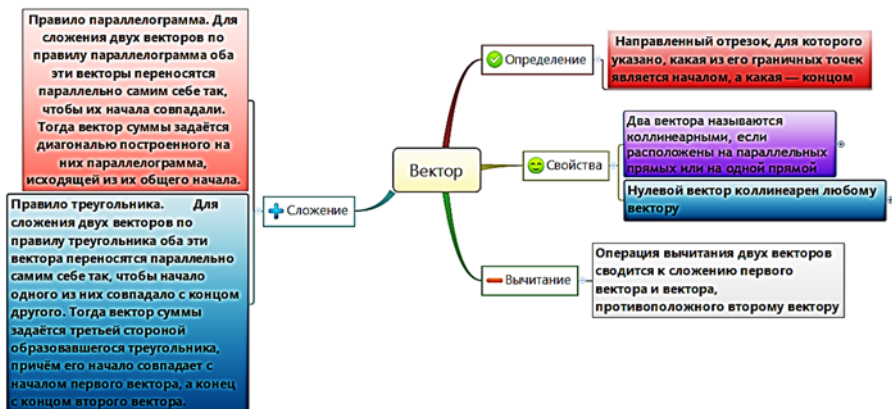 Правило параллелограмма. Для
сложения двух векторов по
правилу параллелограмма оба
эти векторы переносятся
параллельно самим себе так,
чтобы их начала совпадали.
Тогда вектор суммы задаётся
диагональю построенного на
них параллелограмма,
исходящей из их общего начала.
Правило треугольника. Для
сложения двух векторов по
правилу треугольника оба эти
вектора переносятся параллельно
самим себе так, чтобы начало
одного из них совпадало с концом
другого. Тогда вектор суммы
задаётся третьей стороной
образовавшегося треугольника,
причём его начало совпадает с
началом первого вектора, а конец
с концом второго вектора.
Сложение
Вектор
Определение
Направленный отрезок, для которого
указано, какая из его граничных точек
является началом, а какая — концом
Свойства
Два вектора называются
коллинеарными, если
расположены на параллельных
прямых или на одной прямой
Нулевой вектор коллинеарен любому
вектору
Вычитание
Операция вычитания двух векторов
сводится к сложению первого
вектора и вектора,
противоположного второму вектору